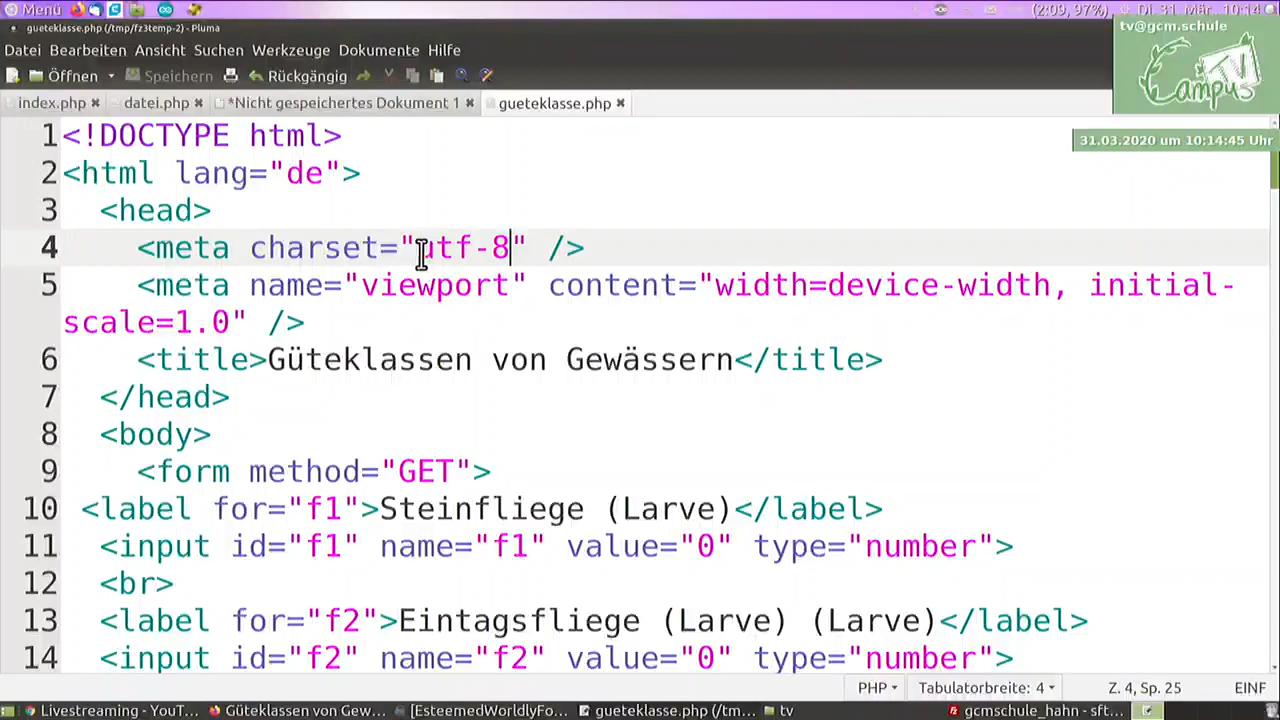 Menü (2:09, 97%) Di 31. Mär, 10:14
gueteklasse.php (/tmp/fz3temp-2) - Pluma
Datei Bearbeiten Ansicht Suchen Werkzeuge Dokumente Hilfe
tv@gcm.schule
Campus TV
Öffnen Speichern Rückgängig
index.php datei.php *Nicht gespeichertes Dokument 1 gueteklasse.php
31.03.2020 um 10:14:45 Uhr
1 <!DOCTYPE html>
2 <html lang="de">
3 <head>
4 <meta charset="utf-8" />
5 <meta name="viewport" content="width=device-width, initial-
scale=1.0" />
6 <title>Güteklassen von Gewässern</title>
7 </head>
8 <body>
9 <form method="GET">
10 <label for="f1">Steinfliege (Larve)</label>
11 <input id="f1" name="f1" value="0" type="number">
12 <br>
13 <label for="f2">Eintagsfliege (Larve) (Larve)</label>
14 <input id="f2" name="f2" value="0" type="number">
PHP Tabulatorbreite: 4 Z. 4, Sp. 25 EINF
Livestreaming - YouT... Güteklassen von Gew... [EsteemedWorldlyFo... gueteklasse.php (/tm... tv gcmschule_hahn - sft...